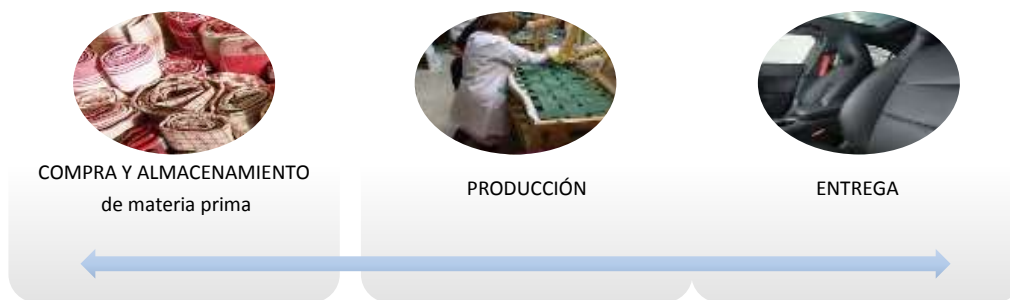 COMPRA Y ALMACENAMIENTO
de materia prima
PRODUCCIÓN
ENTREGA